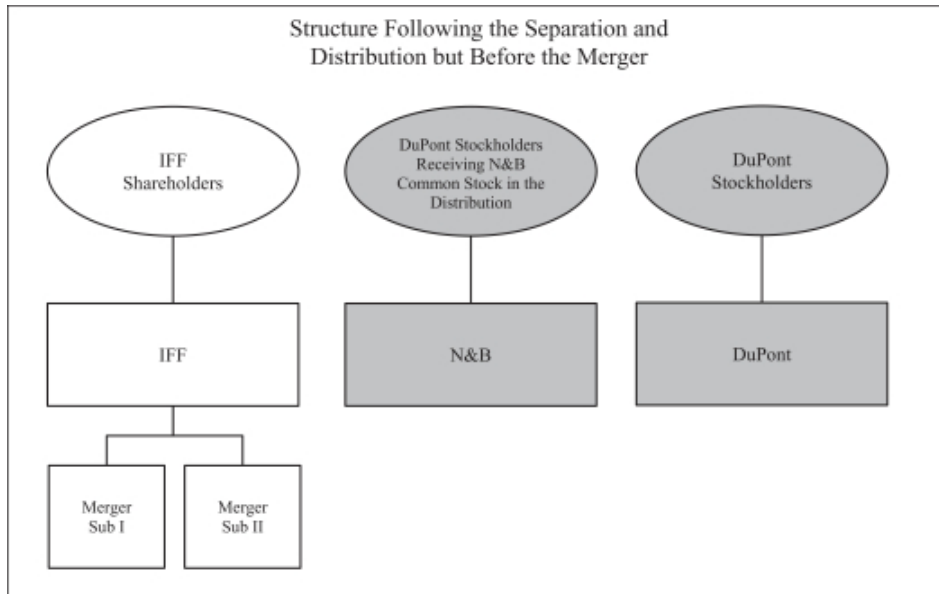 Structure Following the Separation and
Distribution but Before the Merger
IFF
Shareholders
DuPont Stockholders
Receiving N&B
Common Stock in the
Distribution
DuPont
Stockholders
IFF
N&B
DuPont
Merger
Sub I
Merger
Sub II